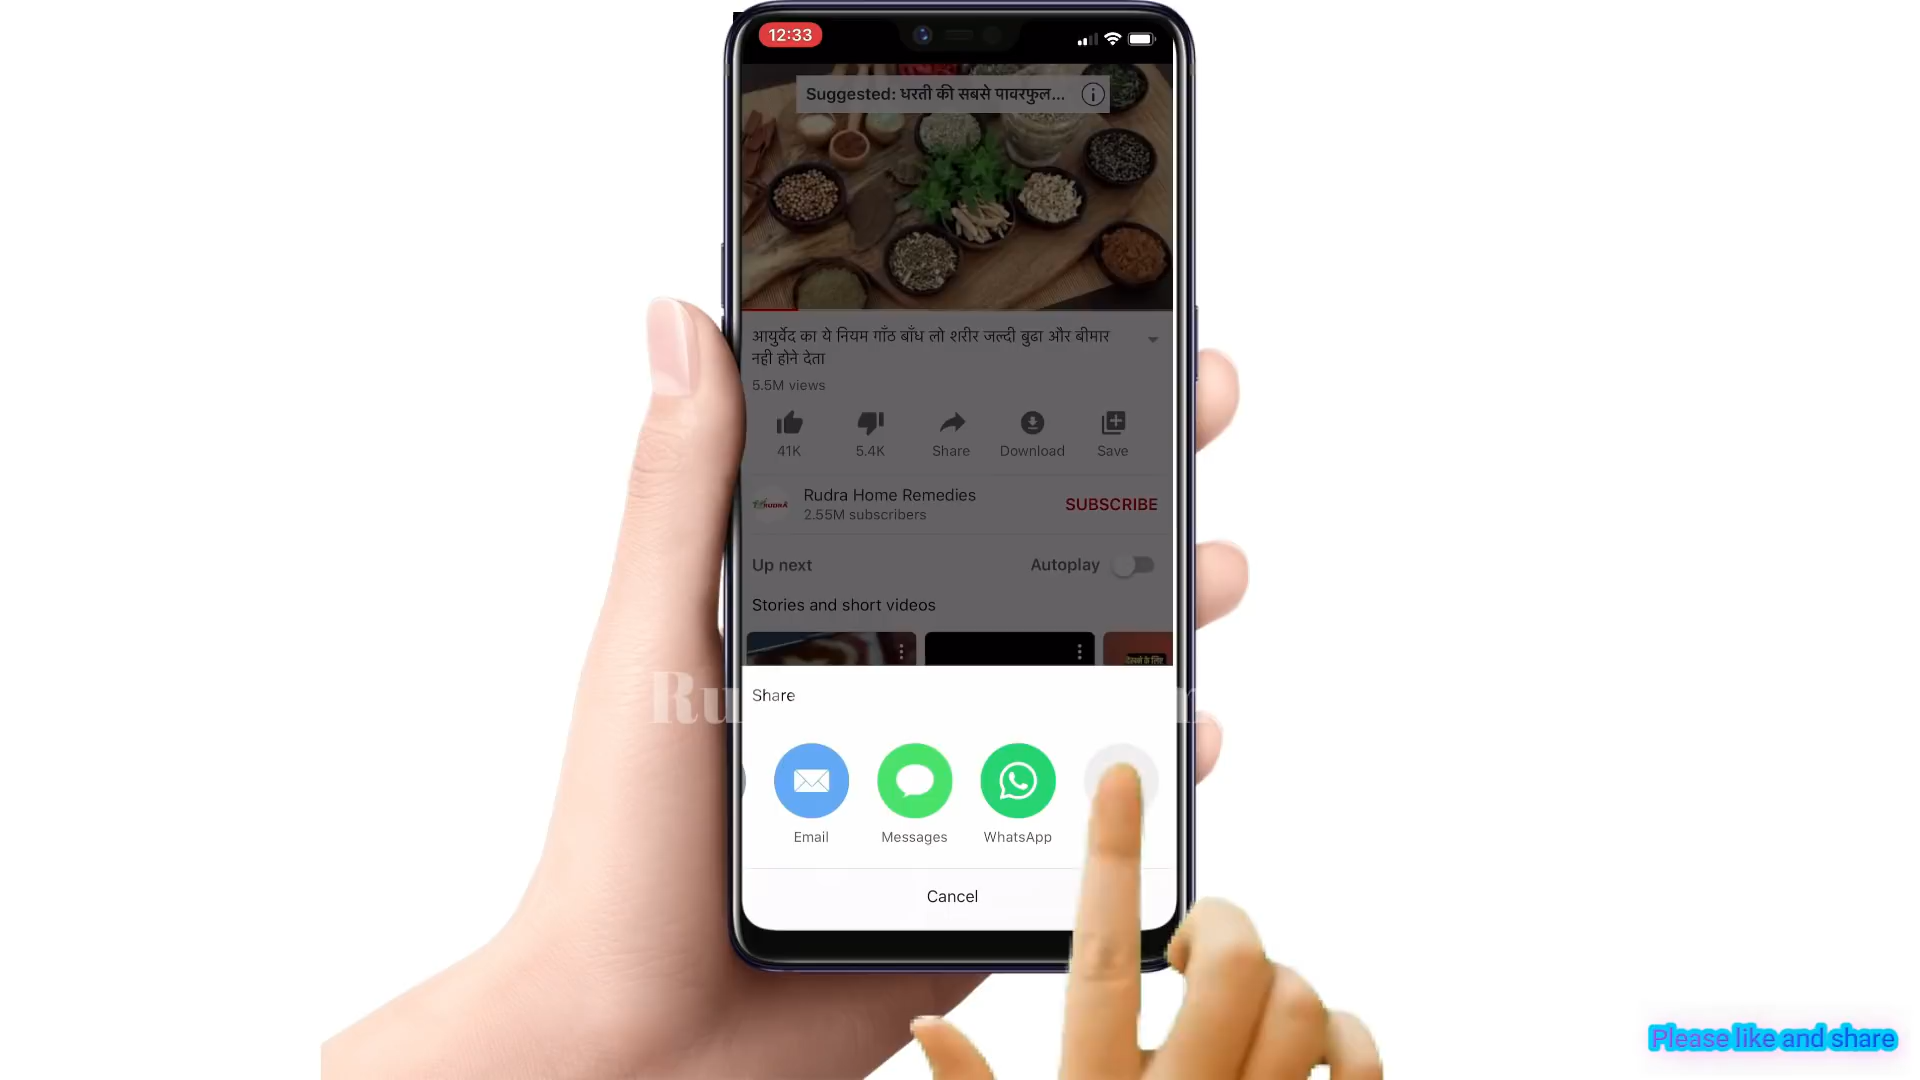 12:33
Suggested: धरती की सबसे पावरफुल...
आयुर्वेद का ये नियम गाँठ बाँध लो शरीर जल्दी बुढा और बीमार
नही होने देता
5.5M views
41K
5.4K
Share
Download
Save
RUDRA
Rudra Home Remedies
2.55M subscribers
SUBSCRIBE
Up next
Autoplay
Stories and short videos
Share
Email
Messages
WhatsApp
Cancel
Please like and share